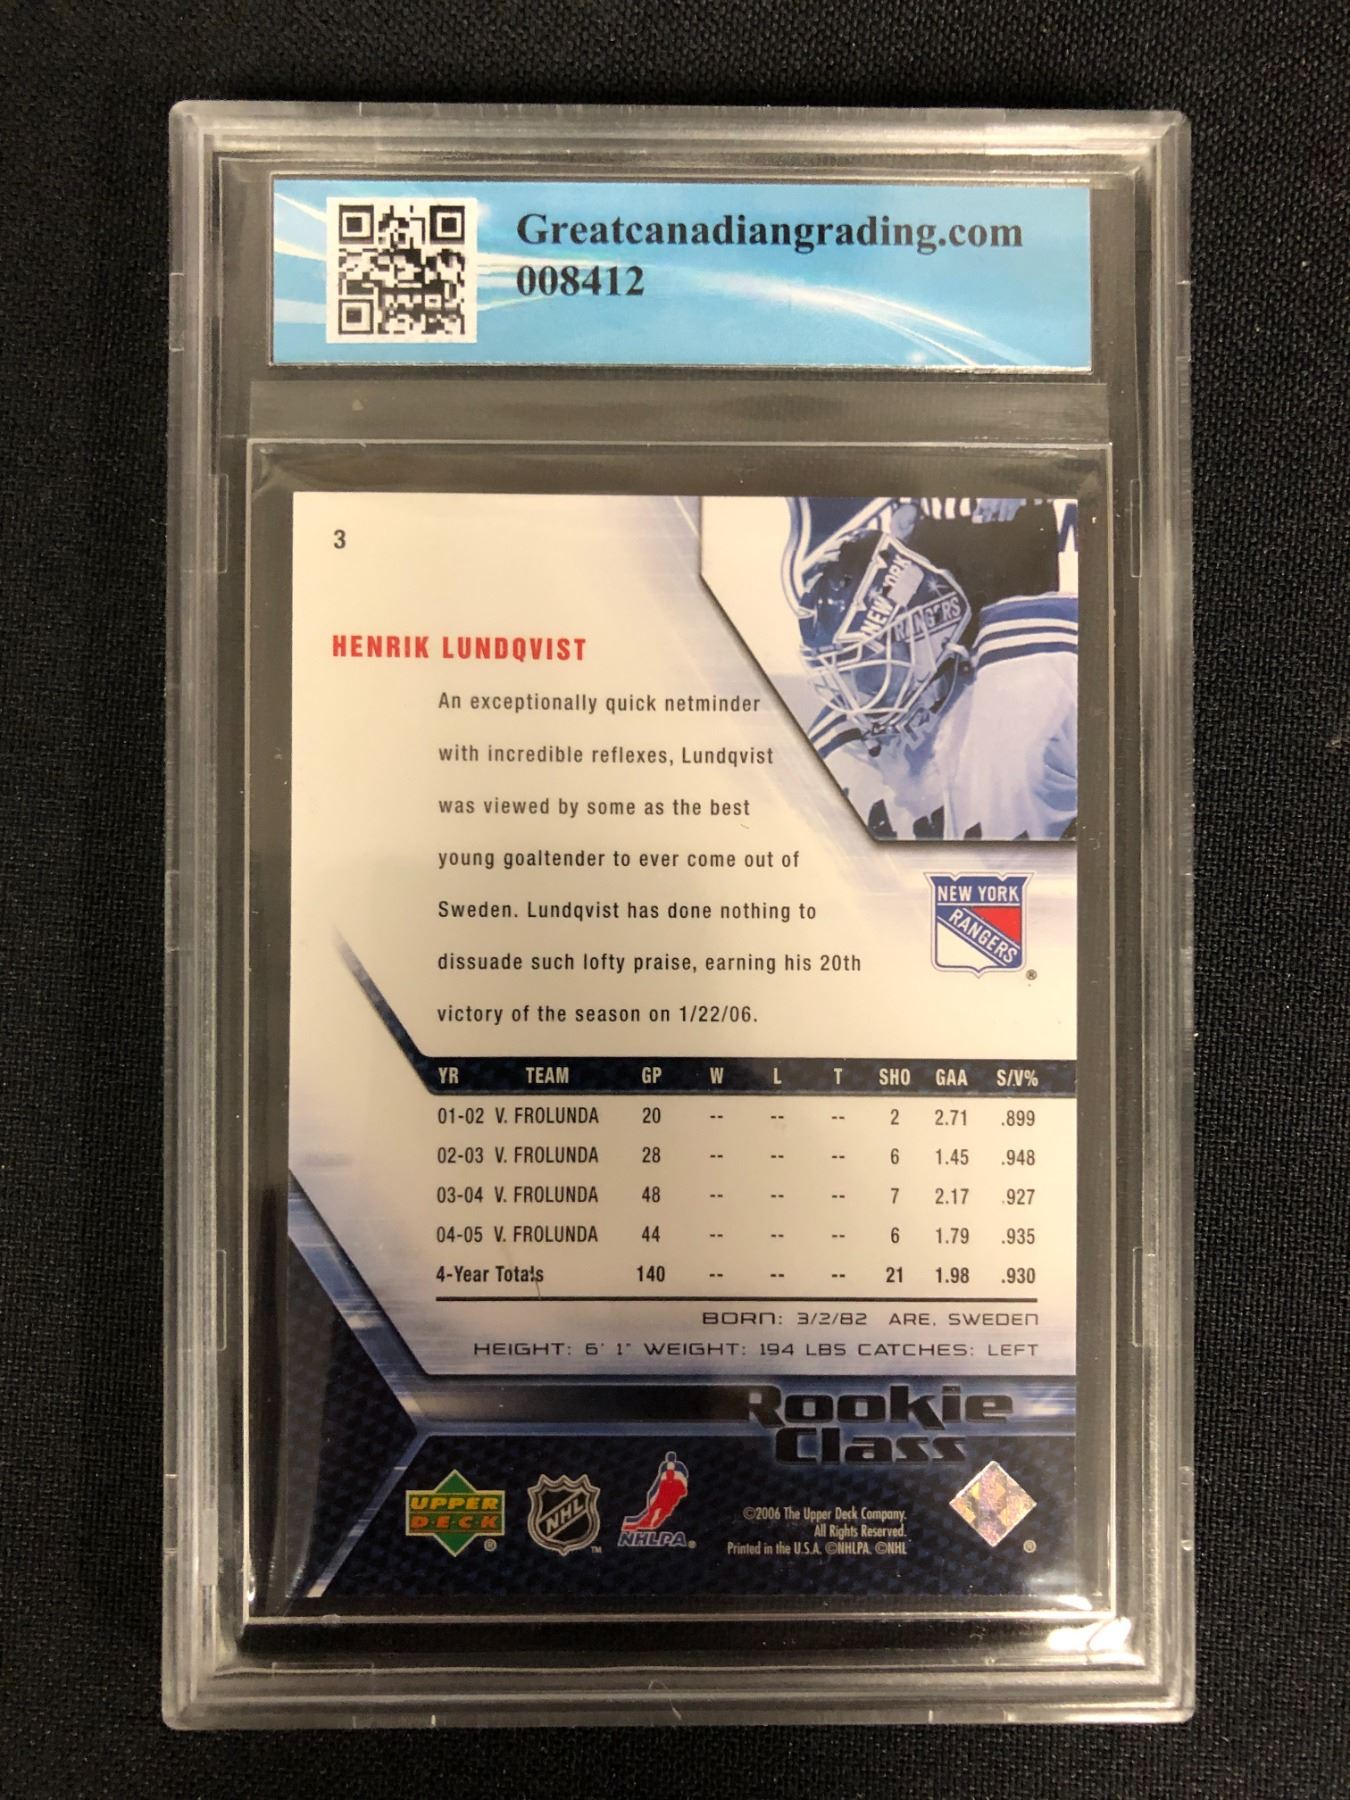 Greatcanadiangrading.com
008412
3
NEW YORK
RANGERS
HENRIK LUNDQVIST
An exceptionally quick netminder
with incredible reflexes, Lundqvist
was viewed by some as the best
young goaltender to ever come out of
Sweden. Lundqvist has done nothing to
dissuade such lofty praise, earning his 20th
victory of the season on 1/22/06.
NEW YORK
RANGERS
®
YR TEAM GP W L T SHO GAA S/V%
01-02 V. FROLUNDA 20 -- -- -- 2 2.71 .899
02-03 V. FROLUNDA 28 -- -- -- 6 1.45 .948
03-04 V. FROLUNDA 48 -- -- -- 7 2.17 .927
04-05 V. FROLUNDA 44 -- -- -- 6 1.79 .935
4-Year Totals 140 -- -- -- 21 1.98 .930
BORN: 3/2/82 ARE, SWEDEN
HEIGHT: 6' 1" WEIGHT: 194 LBS CATCHES: LEFT
Rookie
Class
UPPER
DECK
®
NHL
™
NHLPA®
©2006 The Upper Deck Company.
All Rights Reserved.
Printed in the U.S.A. ©NHLPA. ©NHL
®